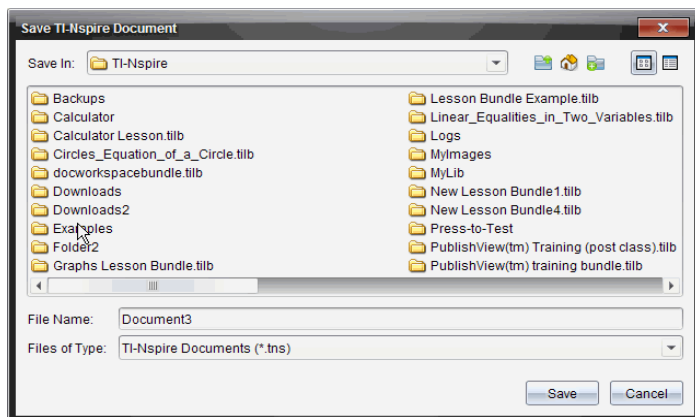 Save TI-Nspire Document
Save In: TI-Nspire
Backups
Calculator
Calculator Lesson.tilb
Circles_Equation_of_a_Circle.tilb
docworkspacebundle.tilb
Downloads
Downloads2
Examples
Folder2
Graphs Lesson Bundle.tilb
Lesson Bundle Example.tilb
Linear_Equalities_in_Two_Variables.tilb
Logs
MyImages
MyLib
New Lesson Bundle1.tilb
New Lesson Bundle4.tilb
Press-to-Test
PublishView(tm) Training (post class).tilb
PublishView(tm) training bundle.tilb
File Name: Document3
Files of Type: TI-Nspire Documents (*.tns)
Save Cancel